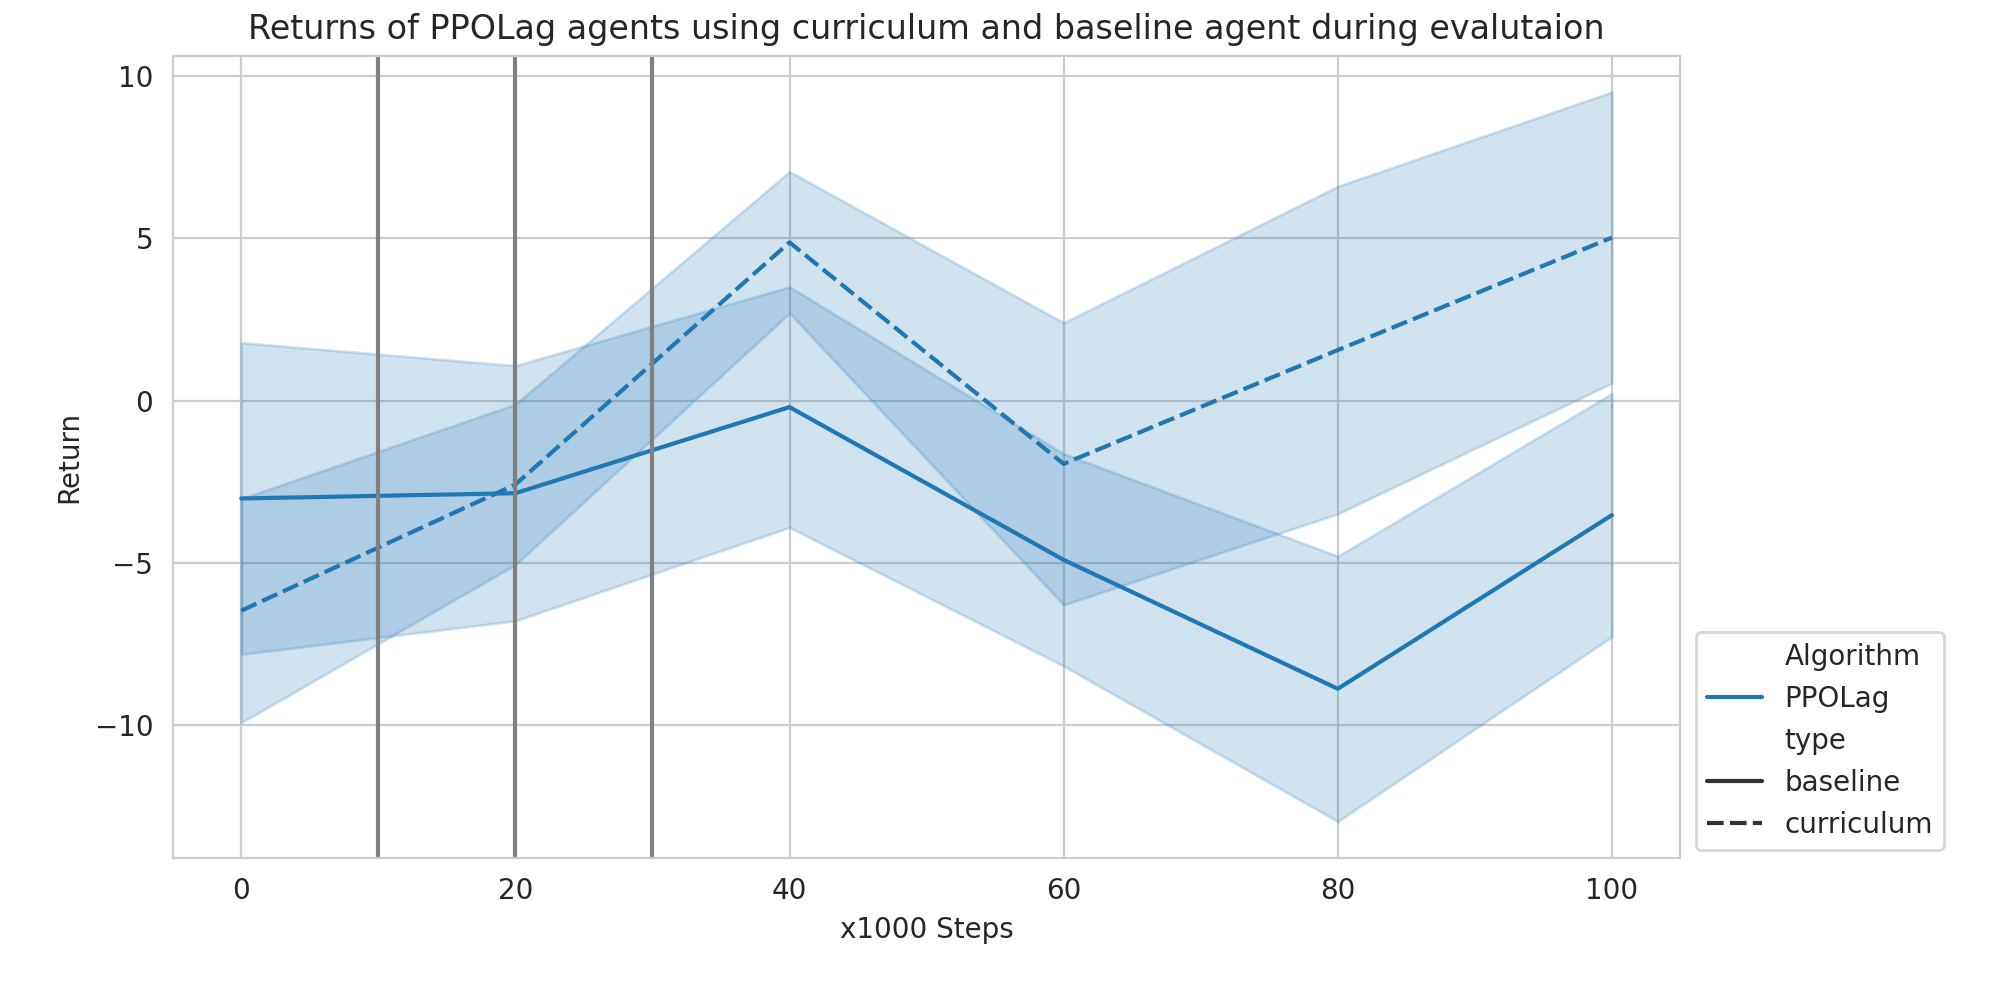 Returns of PPOLag agents using curriculum and baseline agent during evalutaion
10
5
0
−5
−10
Return
0 20 40 60 80 100
x1000 Steps
Algorithm
PPOLag
type
baseline
curriculum